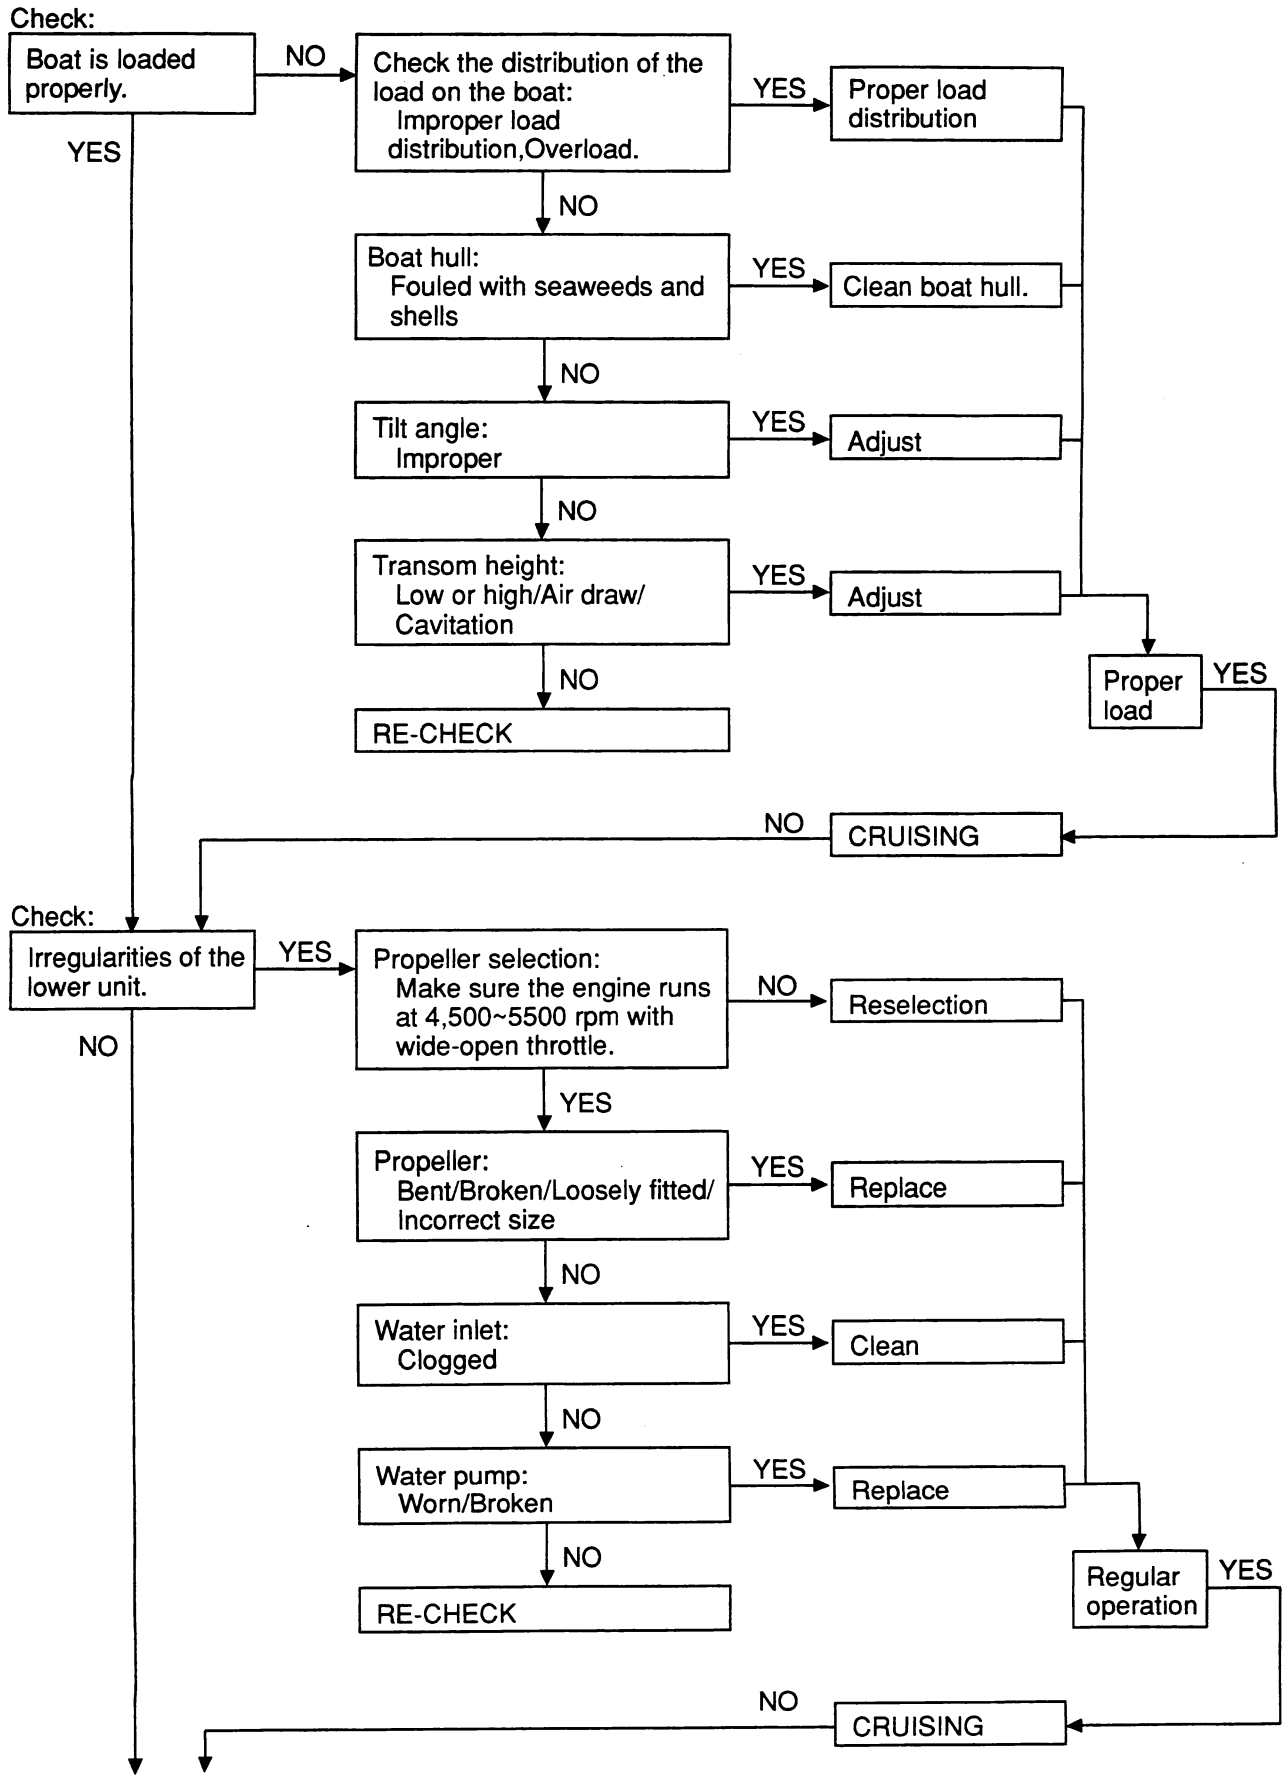 Check:
Boat is loaded
properly.
NO
Check the distribution of the
load on the boat:
Improper load
distribution,Overload.
YES
Proper load
distribution
YES
NO
Boat hull:
Fouled with seaweeds and
shells
YES
Clean boat hull.
NO
Tilt angle:
Improper
YES
Adjust
NO
Transom height:
Low or high/Air draw/
Cavitation
YES
Adjust
NO
RE-CHECK
Proper
load
YES
NO
CRUISING
Check:
Irregularities of the
lower unit.
YES
Propeller selection:
Make sure the engine runs
at 4,500~5500 rpm with
wide-open throttle.
NO
Reselection
NO
YES
Propeller:
Bent/Broken/Loosely fitted/
Incorrect size
YES
Replace
NO
Water inlet:
Clogged
YES
Clean
NO
Water pump:
Worn/Broken
YES
Replace
NO
RE-CHECK
Regular
operation
YES
NO
CRUISING